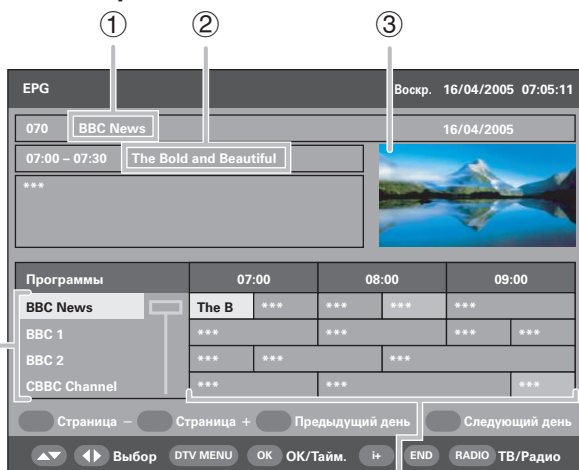 ① ② ③
EPG Воскр. 16/04/2005 07:05:11
070 BBC News 16/04/2005
07:00 – 07:30 The Bold and Beautiful
***
Программы 07:00 08:00 09:00
BBC News The B *** *** *** ***
BBC 1 *** *** *** ***
BBC 2 *** *** ***
CBBC Channel *** *** ***
Страница – Страница + Предыдущий день Следующий день
Выбор DTV MENU OK ОК/Тайм. i+ END RADIO ТВ/Радио